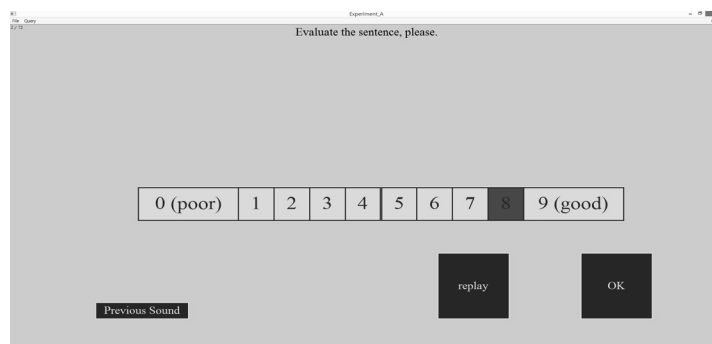 Experiment_A
File Query
2 / 15
Evaluate the sentence, please.
0 (poor) 1 2 3 4 5 6 7 8 9 (good)
replay
OK
Previous Sound